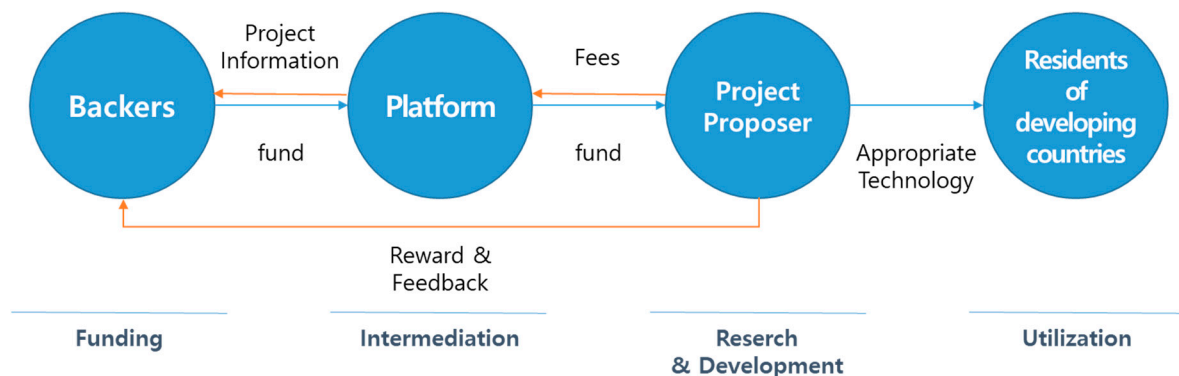 Project
Information
Fees
Backers
Platform
Project
Proposer
Residents
of
developing
countries
fund
fund
Appropriate
Technology
Reward &
Feedback
Funding
Intermediation
Reserch
& Development
Utilization